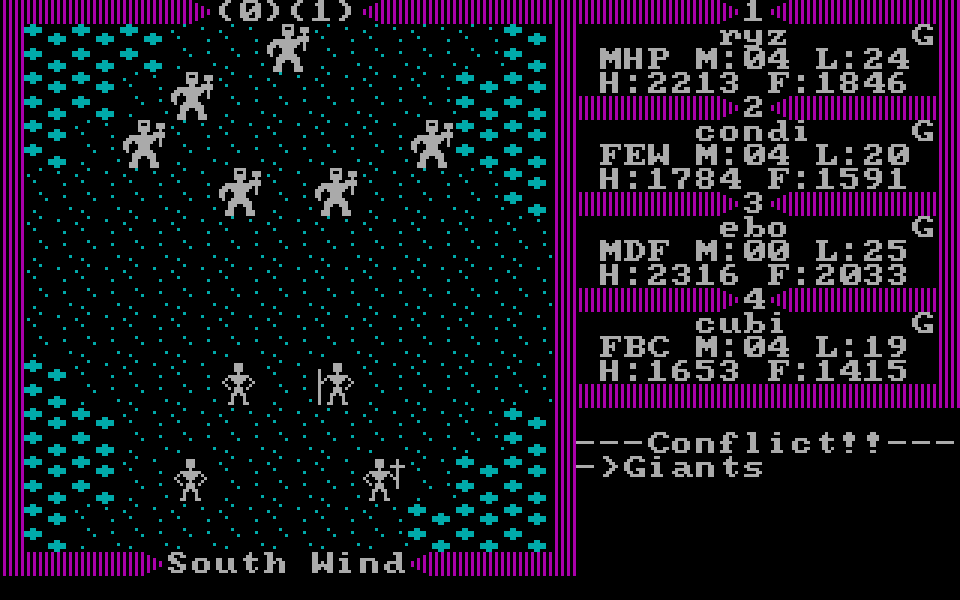 (0)(1)
1
ryz G
MHP M:04 L:24
H:2213 F:1846
2
condi G
FEW M:04 L:20
H:1784 F:1591
3
ebo G
MDF M:00 L:25
H:2316 F:2033
4
cubi G
FBC M:04 L:19
H:1653 F:1415
---Conflict!!---
->Giants
South Wind